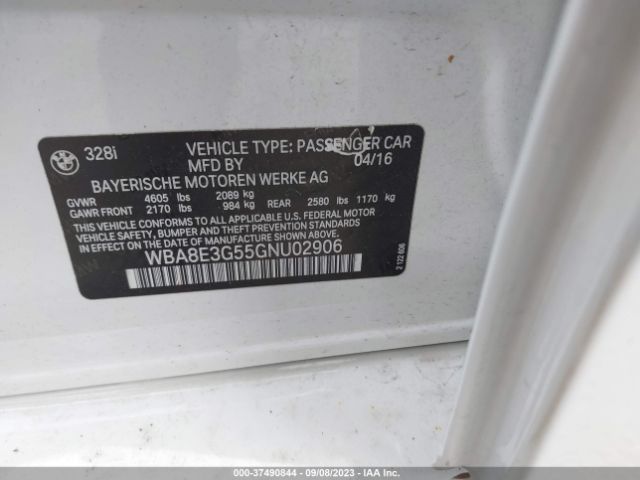 328i
VEHICLE TYPE: PASSENGER CAR
MFD BY 04/16
BAYERISCHE MOTOREN WERKE AG
GVWR 4605 lbs 2089 kg
GAWR FRONT 2170 lbs 984 kg REAR 2580 lbs 1170 kg
THIS VEHICLE CONFORMS TO ALL APPLICABLE U.S. FEDERAL MOTOR
VEHICLE SAFETY, BUMPER AND THEFT PREVENTION STANDARDS
IN EFFECT ON THE DATE OF MANUFACTURE SHOWN ABOVE.
WBA8E3G55GNU02906
2 122 606
000-37490844 - 09/08/2023 - IAA Inc.